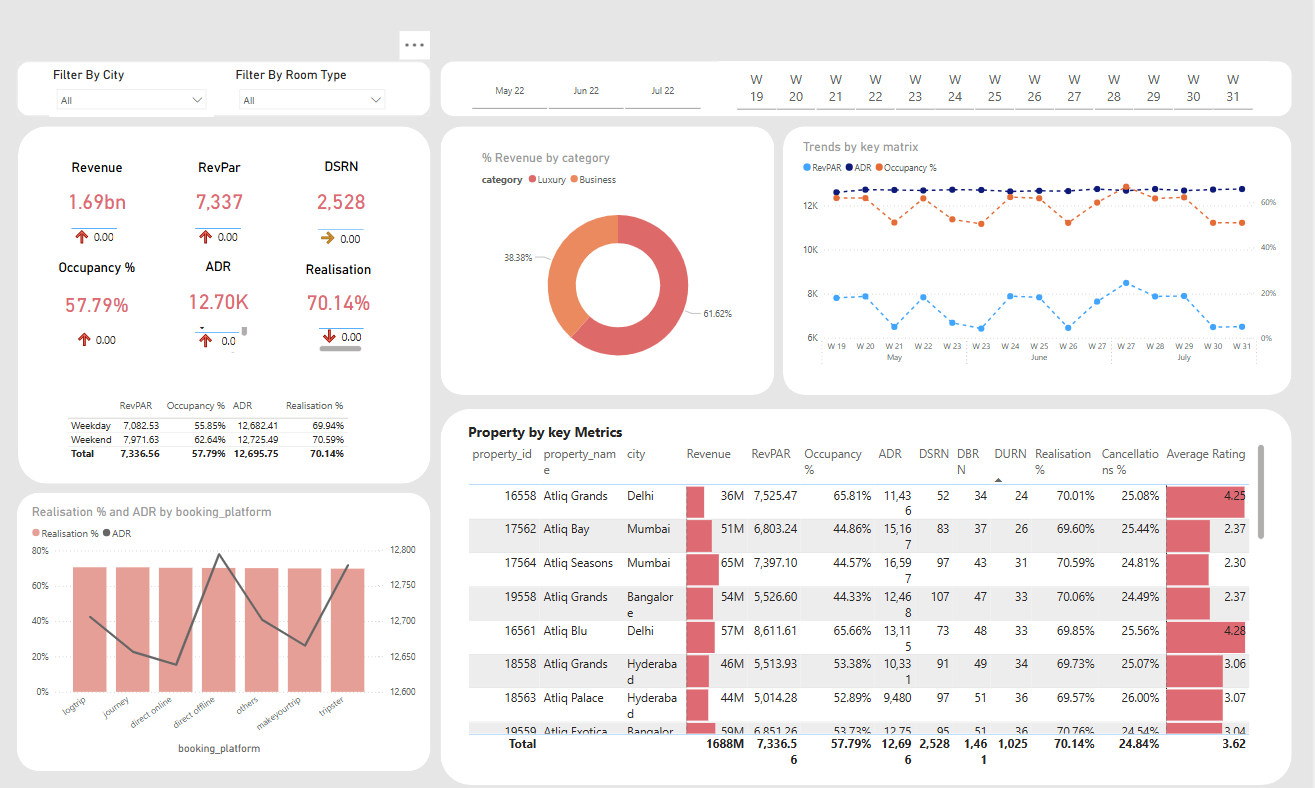 Filter By City
All
Filter By Room Type
All
May 22 Jun 22 Jul 22
W 19 W 20 W 21 W 22 W 23 W 24 W 25 W 26 W 27 W 28 W 29 W 30 W 31
Revenue RevPar DSRN
1.69bn 7,337 2,528
0.00 0.00 0.00
Occupancy % ADR Realisation
57.79% 12.70K 70.14%
0.00 0.0 0.00
RevPAR Occupancy % ADR Realisation %
Weekday 7,082.53 55.85% 12,682.41 69.94%
Weekend 7,971.63 62.64% 12,725.49 70.59%
Total 7,336.56 57.79% 12,695.75 70.14%
% Revenue by category
category Luxury Business
38.38%
61.62%
Trends by key matrix
RevPAR ADR Occupancy %
12K 60%
10K 40%
8K 20%
6K 0%
W 19 W 20 W 21 W 22 W 23 W 23 W 24 W 25 W 26 W 27 W 27 W 28 W 29 W 30 W 31
May June July
Realisation % and ADR by booking_platform
Realisation % ADR
80% 12,800
60% 12,750
40% 12,700
20% 12,650
0% 12,600
logtrip journey direct online direct offline others makeyourtrip tripster
booking_platform
Property by key Metrics
property_id property_name city Revenue RevPAR Occupancy % ADR DSRN DBRN DURN Realisation % Cancellations % Average Rating
16558 Atliq Grands Delhi 36M 7,525.47 65.81% 11,436 52 34 24 70.01% 25.08% 4.25
17562 Atliq Bay Mumbai 51M 6,803.24 44.86% 15,167 83 37 26 69.60% 25.44% 2.37
17564 Atliq Seasons Mumbai 65M 7,397.10 44.57% 16,597 97 43 31 70.59% 24.81% 2.30
19558 Atliq Grands Bangalore 54M 5,526.60 44.33% 12,468 107 47 33 70.06% 24.49% 2.37
16561 Atliq Blu Delhi 57M 8,611.61 65.66% 13,115 73 48 33 69.85% 25.56% 4.28
18558 Atliq Grands Hyderabad 46M 5,513.93 53.38% 10,331 91 49 34 69.73% 25.07% 3.06
18563 Atliq Palace Hyderabad 44M 5,014.28 52.89% 9,480 97 51 36 69.57% 26.00% 3.07
19559 Atliq Exotica Bangalor 59M 6,851.26 53.73% 12,75 95 51 36 70.76% 24.54% 3.04
Total 1688M 7,336.56 57.79% 12,696 2,528 1,461 1,025 70.14% 24.84% 3.62